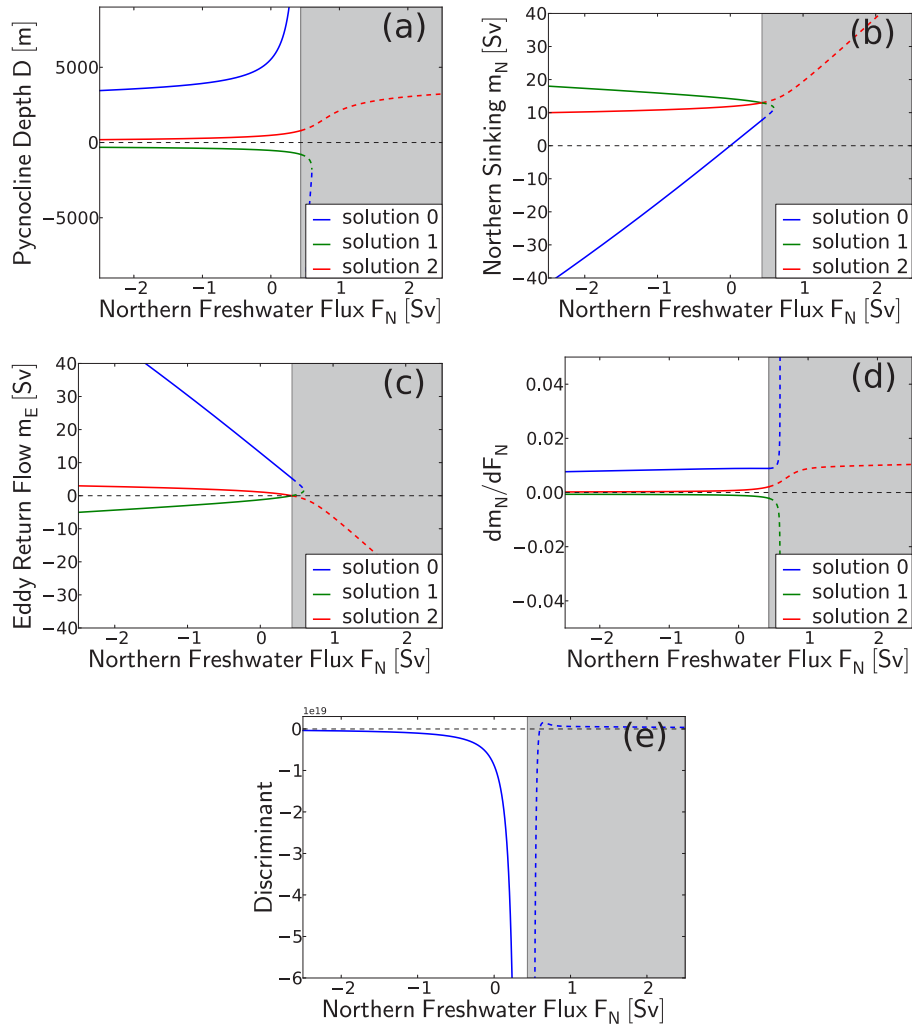 (a)
Pycnocline Depth D [m]
5000
0
−5000
solution 0
solution 1
solution 2
−2 −1 0 1 2
Northern Freshwater Flux F_N [Sv]
(b)
Northern Sinking m_N [Sv]
40
30
20
10
0
−10
−20
−30
−40
solution 0
solution 1
solution 2
−2 −1 0 1 2
Northern Freshwater Flux F_N [Sv]
(c)
Eddy Return Flow m_E [Sv]
40
30
20
10
0
−10
−20
−30
−40
solution 0
solution 1
solution 2
−2 −1 0 1 2
Northern Freshwater Flux F_N [Sv]
(d)
dm_N/dF_N
0.04
0.02
0.00
−0.02
−0.04
solution 0
solution 1
solution 2
−2 −1 0 1 2
Northern Freshwater Flux F_N [Sv]
1e19
(e)
Discriminant
0
−1
−2
−3
−4
−5
−6
−2 −1 0 1 2
Northern Freshwater Flux F_N [Sv]